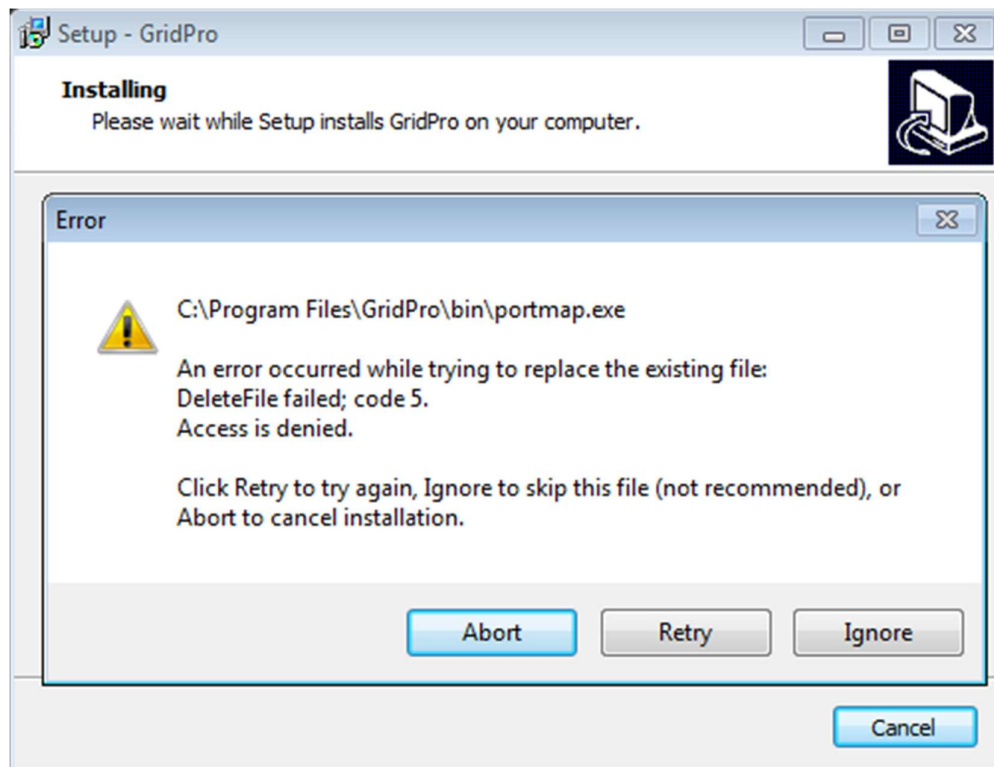 Setup - GridPro
Installing
Please wait while Setup installs GridPro on your computer.
Error
C:\Program Files\GridPro\bin\portmap.exe
An error occurred while trying to replace the existing file:
DeleteFile failed; code 5.
Access is denied.
Click Retry to try again, Ignore to skip this file (not recommended), or
Abort to cancel installation.
Abort
Retry
Ignore
Cancel